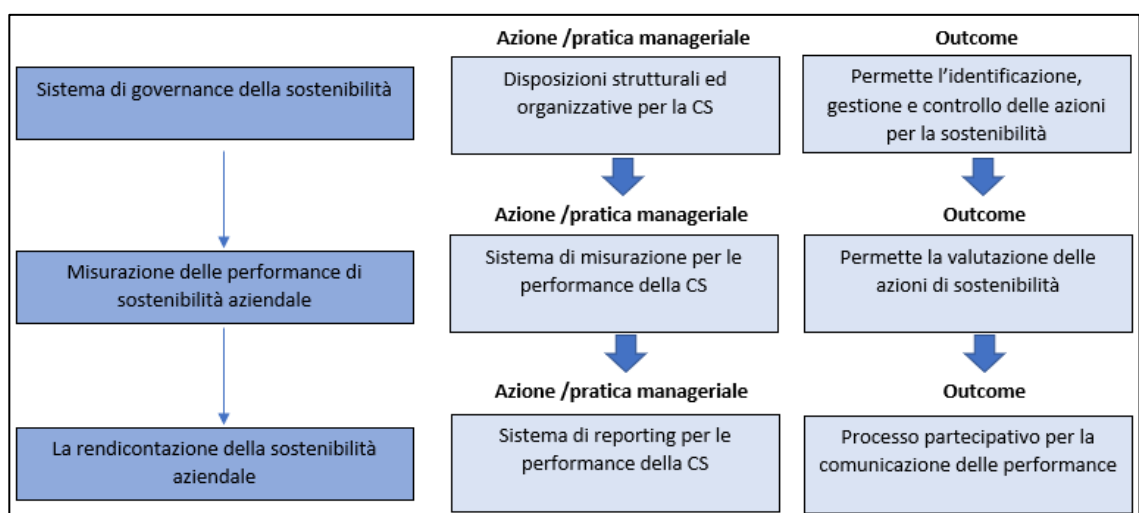 Azione /pratica manageriale
Outcome
Sistema di governance della sostenibilità
Disposizioni strutturali ed
organizzative per la CS
Permette l'identificazione,
gestione e controllo delle azioni
per la sostenibilità
Azione /pratica manageriale
Outcome
Misurazione delle performance di
sostenibilità aziendale
Sistema di misurazione per le
performance della CS
Permette la valutazione delle
azioni di sostenibilità
Azione /pratica manageriale
Outcome
La rendicontazione della sostenibilità
aziendale
Sistema di reporting per le
performance della CS
Processo partecipativo per la
comunicazione delle performance